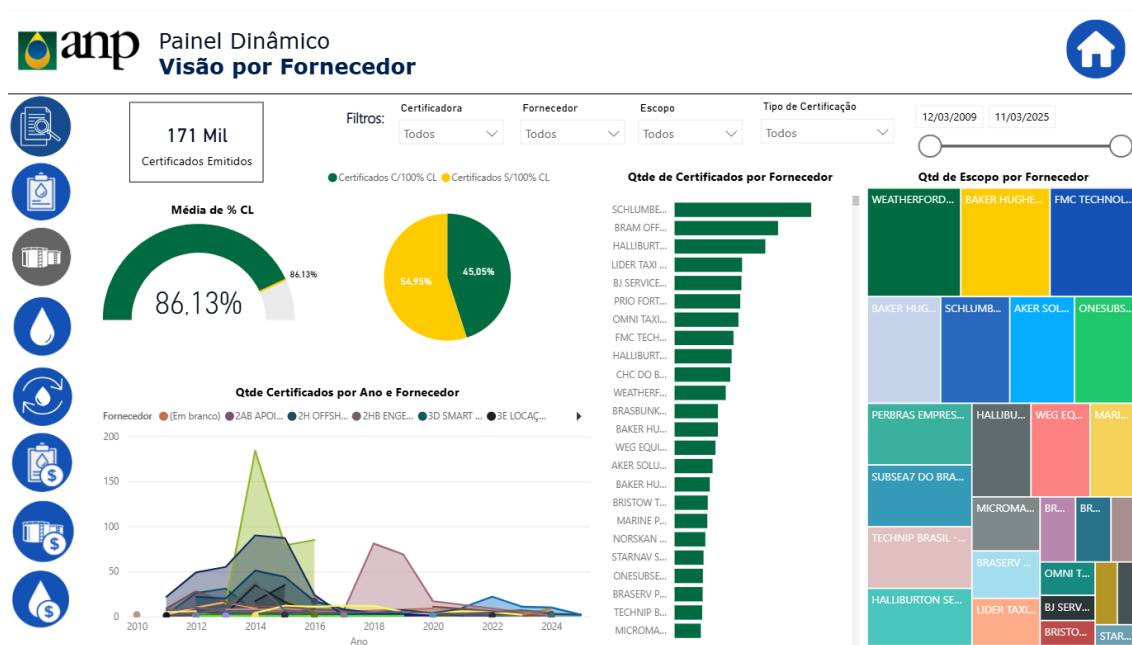 anp
Painel Dinâmico
Visão por Fornecedor
171 Mil
Certificados Emitidos
Filtros:
Certificadora
Todos
Fornecedor
Todos
Escopo
Todos
Tipo de Certificação
Todos
12/03/2009
11/03/2025
Média de % CL
86,13%
86,13%
Certificados C/100% CL
Certificados S/100% CL
54,95%
45,05%
Qtde Certificados por Ano e Fornecedor
Fornecedor
(Em branco)
2AB APOI...
2H OFFSH...
2HB ENGE...
3D SMART ...
3E LOCAÇ...
200
150
100
50
0
2010
2012
2014
2016
2018
2020
2022
2024
Ano
Qtde de Certificados por Fornecedor
SCHLUMBE...
BRAM OFF...
HALLIBURT...
LIDER TAXI ...
BJ SERVICE...
PRIO FORT...
OMNI TAXI...
FMC TECH...
HALLIBURT...
CHC DO B...
WEATHERF...
BRASBUNK...
BAKER HU...
WEG EQUI...
AKER SOLU...
BAKER HU...
BRISTOW T...
MARINE P...
NORSKAN ...
STARNAV S...
ONESUBSE...
BRASERV P...
TECHNIP B...
MICROMA...
Qtd de Escopo por Fornecedor
WEATHERFORD...
BAKER HUGHE...
FMC TECHNOL...
BAKER HUG...
SCHLUMB...
AKER SOL...
ONESUBS...
PERBRAS EMPRES...
HALLIBU...
WEG EQ...
MARI...
SUBSEA7 DO BRA...
MICROMA...
BR...
BR...
TECHNIP BRASIL -...
BRASERV ...
OMNI T...
HALLIBURTON SE...
LIDER TAXI...
BJ SERV...
BRISTO...
STAR...